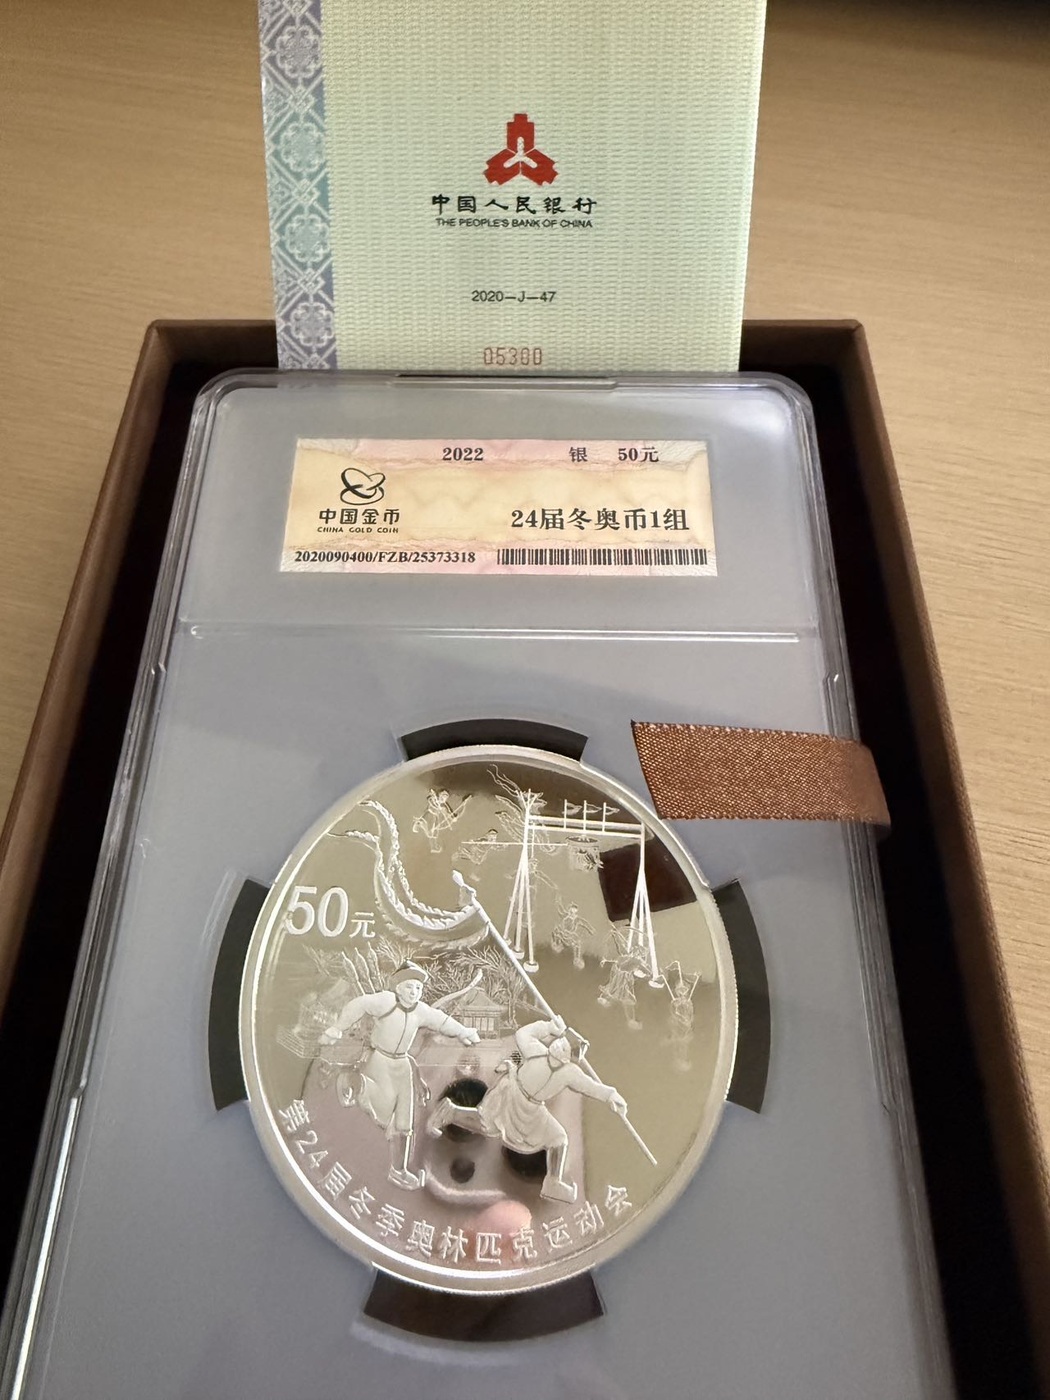 中国人民银行
THE PEOPLE'S BANK OF CHINA
2020—J—47
05300
2022 银 50元
中国金币
CHINA GOLD COIN
24届冬奥币1组
2020090400/FZB/25373318
50元
第24届冬季奥林匹克运动会